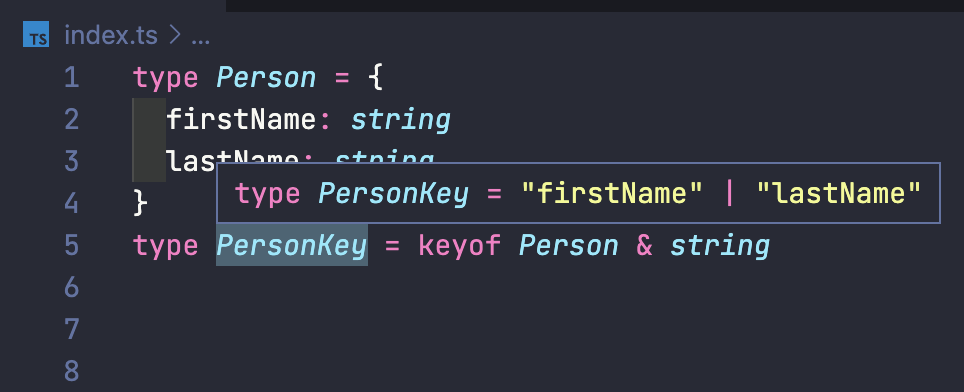 TS index.ts > ...
1 type Person = {
2 firstName: string
3 lastName: string
type PersonKey = "firstName" | "lastName"
4 }
5 type PersonKey = keyof Person & string
6
7
8